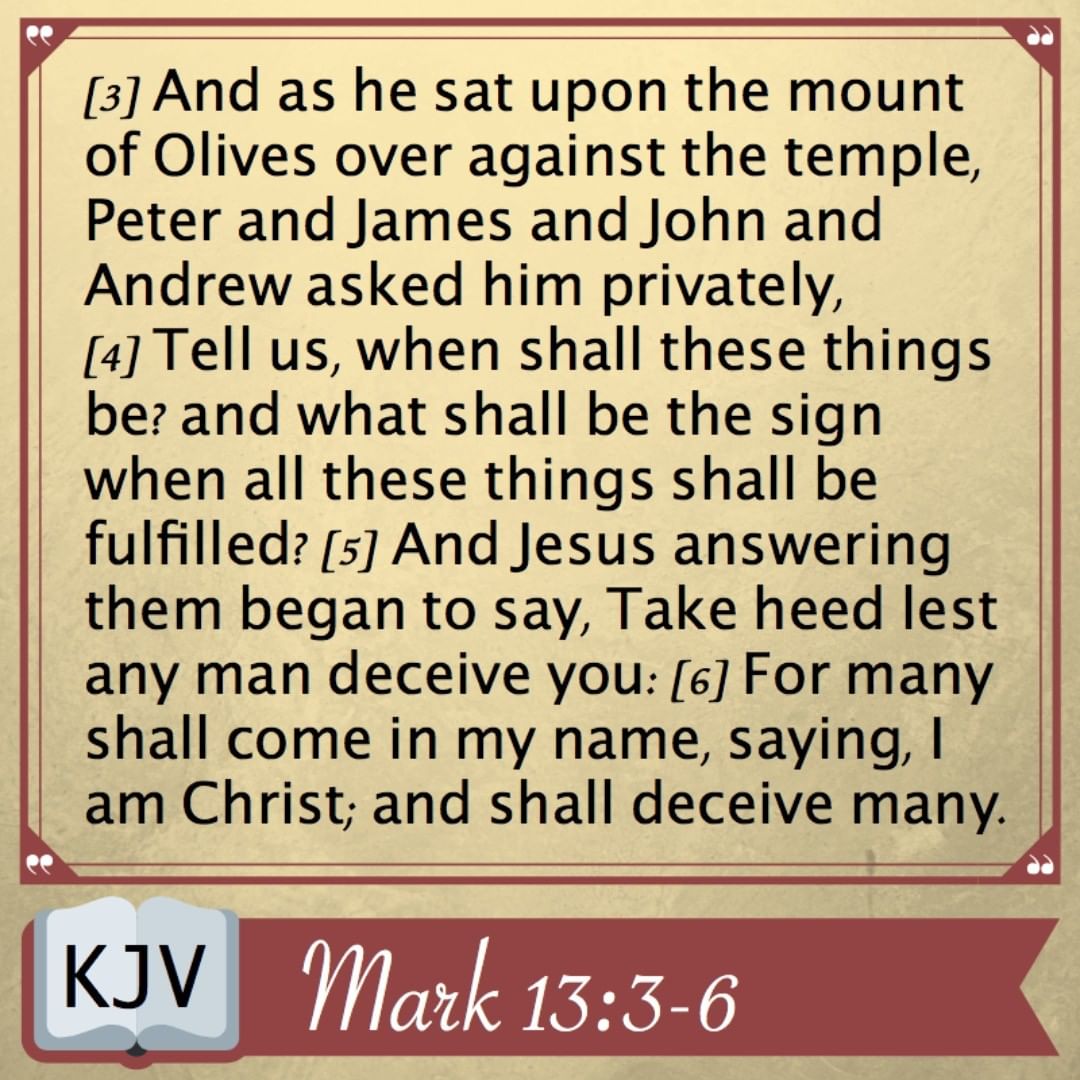 [3] And as he sat upon the mount
of Olives over against the temple,
Peter and James and John and
Andrew asked him privately,
[4] Tell us, when shall these things
be? and what shall be the sign
when all these things shall be
fulfilled? [5] And Jesus answering
them began to say, Take heed lest
any man deceive you: [6] For many
shall come in my name, saying, I
am Christ; and shall deceive many.
KJV
Mark 13:3-6